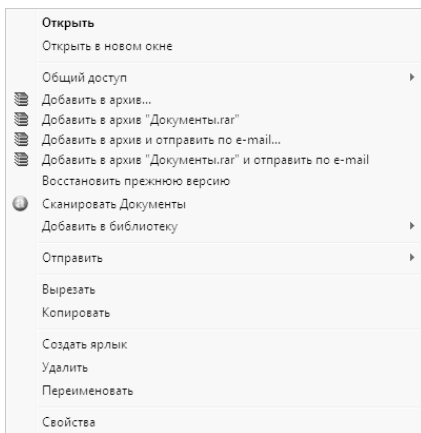 Открыть
Открыть в новом окне
Общий доступ
Добавить в архив...
Добавить в архив "Документы.rar"
Добавить в архив и отправить по e-mail...
Добавить в архив "Документы.rar" и отправить по e-mail
Восстановить прежнюю версию
Сканировать Документы
Добавить в библиотеку
Отправить
Вырезать
Копировать
Создать ярлык
Удалить
Переименовать
Свойства